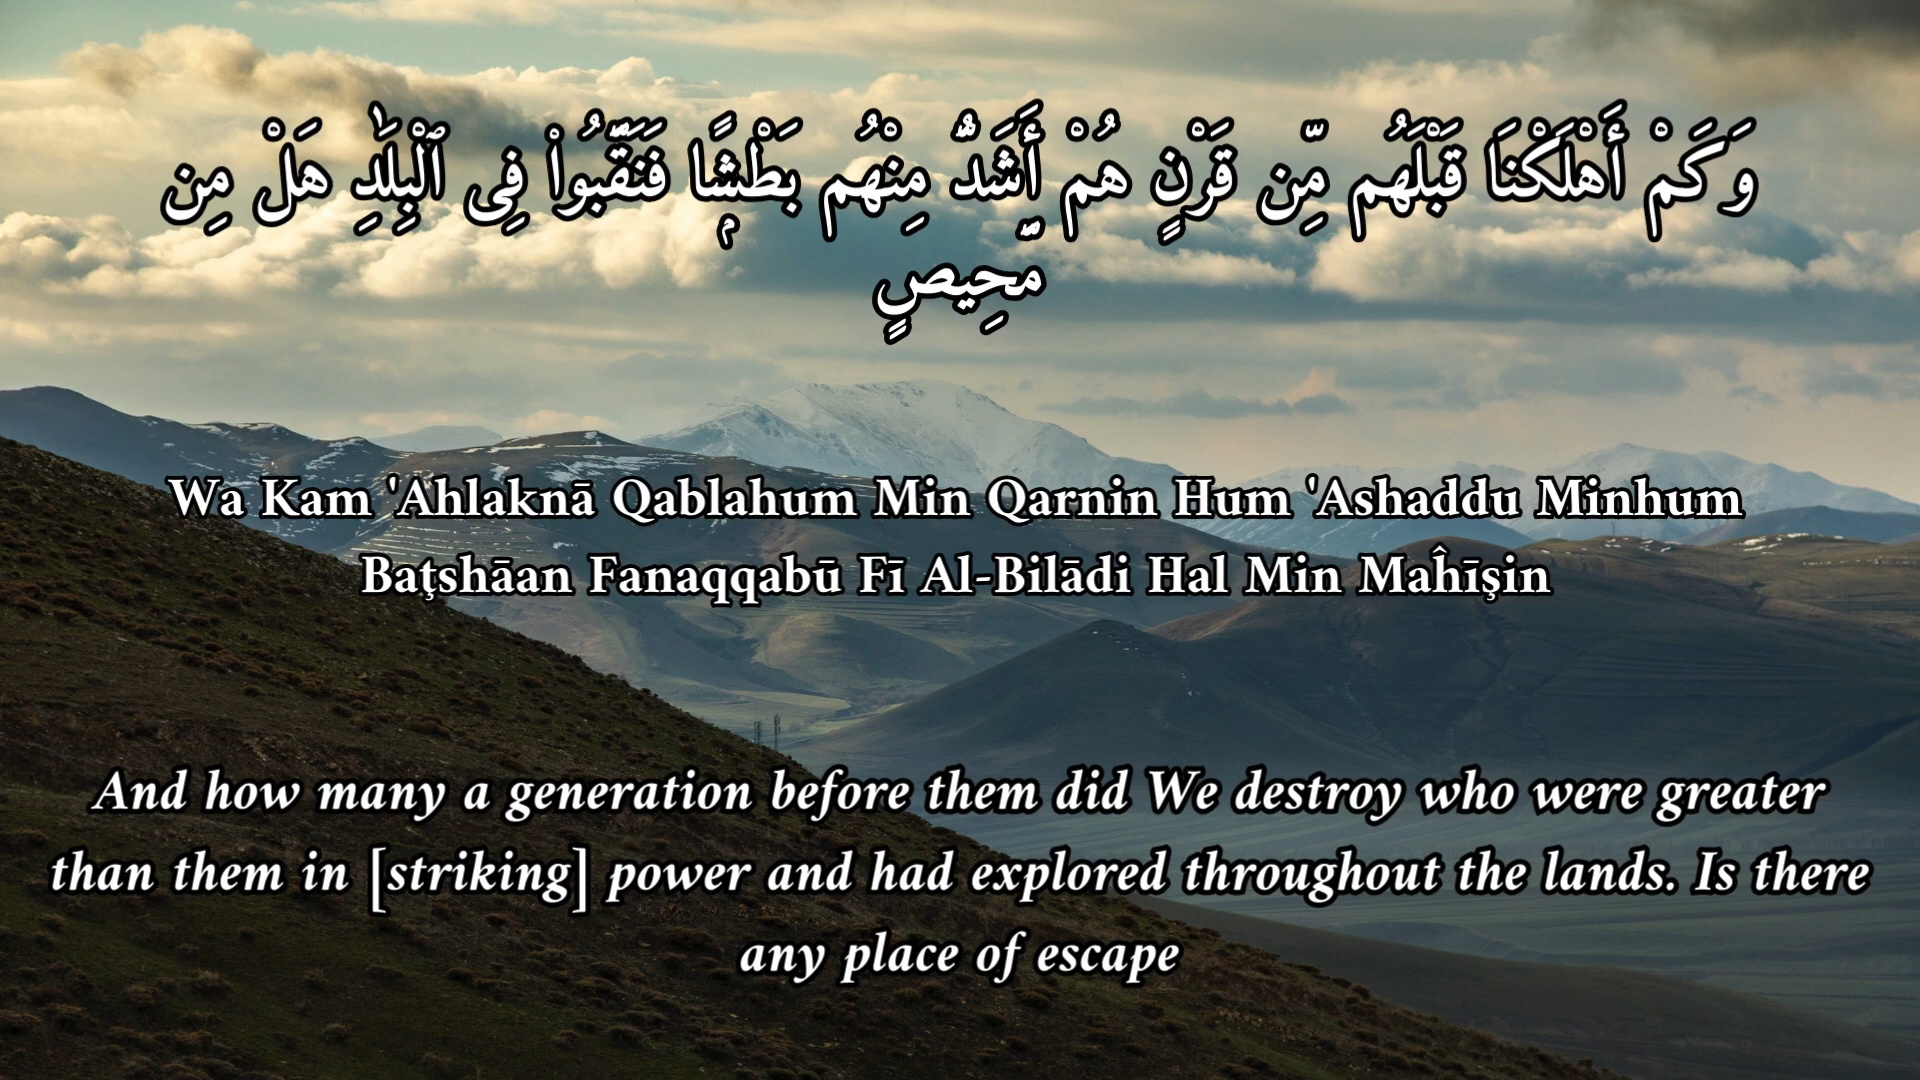 وَكَمْ أَهْلَكْنَا قَبْلَهُم مِّن قَرْنٍ هُمْ أَشَدُّ مِنْهُم بَطْشًۭا فَنَقَّبُوا۟ فِى ٱلْبِلَـٰدِ هَلْ مِن
مَّحِيصٍ
Wa Kam 'Ahlaknā Qablahum Min Qarnin Hum 'Ashaddu Minhum
Baţshāan Fanaqqabū Fī Al-Bilādi Hal Min Maĥīşin
And how many a generation before them did We destroy who were greater
than them in [striking] power and had explored throughout the lands. Is there
any place of escape